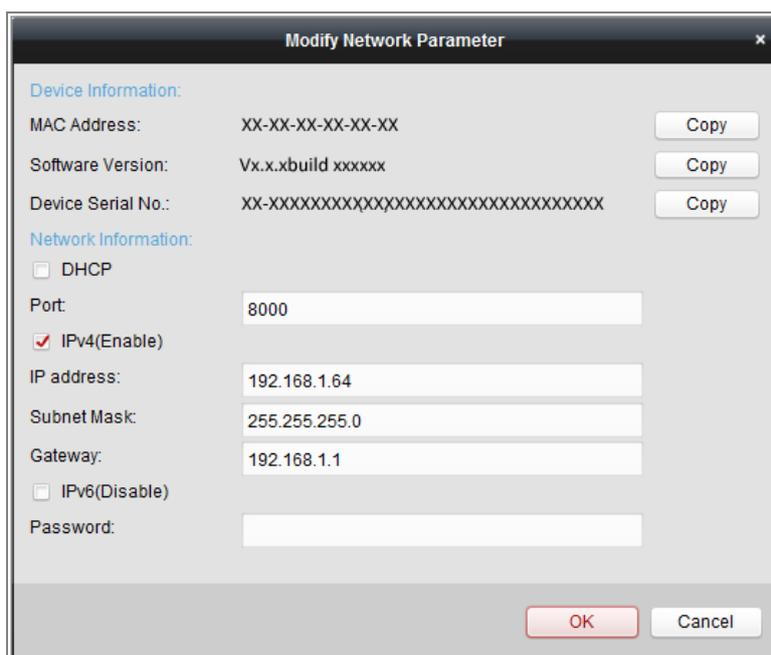 Modify Network Parameter ×
Device Information:
MAC Address: XX-XX-XX-XX-XX-XX Copy
Software Version: Vx.x.xbuild xxxxxx Copy
Device Serial No.: XX-XXXXXXXXXXXXXXXXXXXXXXXXXXXXXXXXX Copy
Network Information:
DHCP
Port: 8000
IPv4(Enable)
IP address: 192.168.1.64
Subnet Mask: 255.255.255.0
Gateway: 192.168.1.1
IPv6(Disable)
Password:
OK Cancel